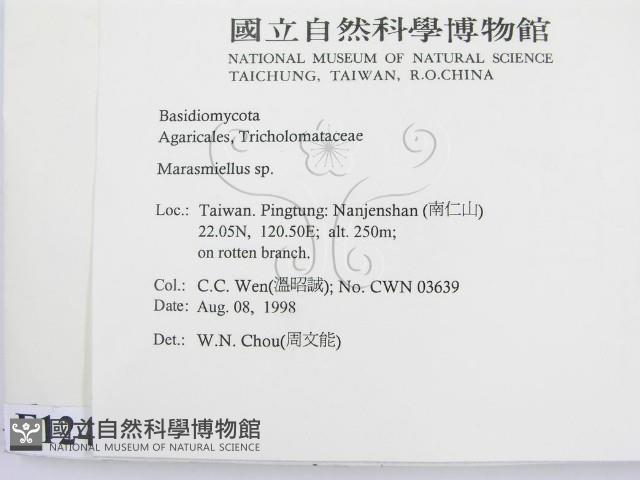 國立自然科學博物館
NATIONAL MUSEUM OF NATURAL SCIENCE
TAICHUNG, TAIWAN, R.O.CHINA
Basidiomycota
Agaricales, Tricholomataceae
Marasmiellus sp.
Loc.: Taiwan. Pingtung: Nanjenshan (南仁山)
22.05N, 120.50E; alt. 250m;
on rotten branch.
Col.: C.C. Wen(溫昭誠); No. CWN 03639
Date: Aug. 08, 1998
Det.: W.N. Chou(周文能)
國立自然科學博物館
NATIONAL MUSEUM OF NATURAL SCIENCE